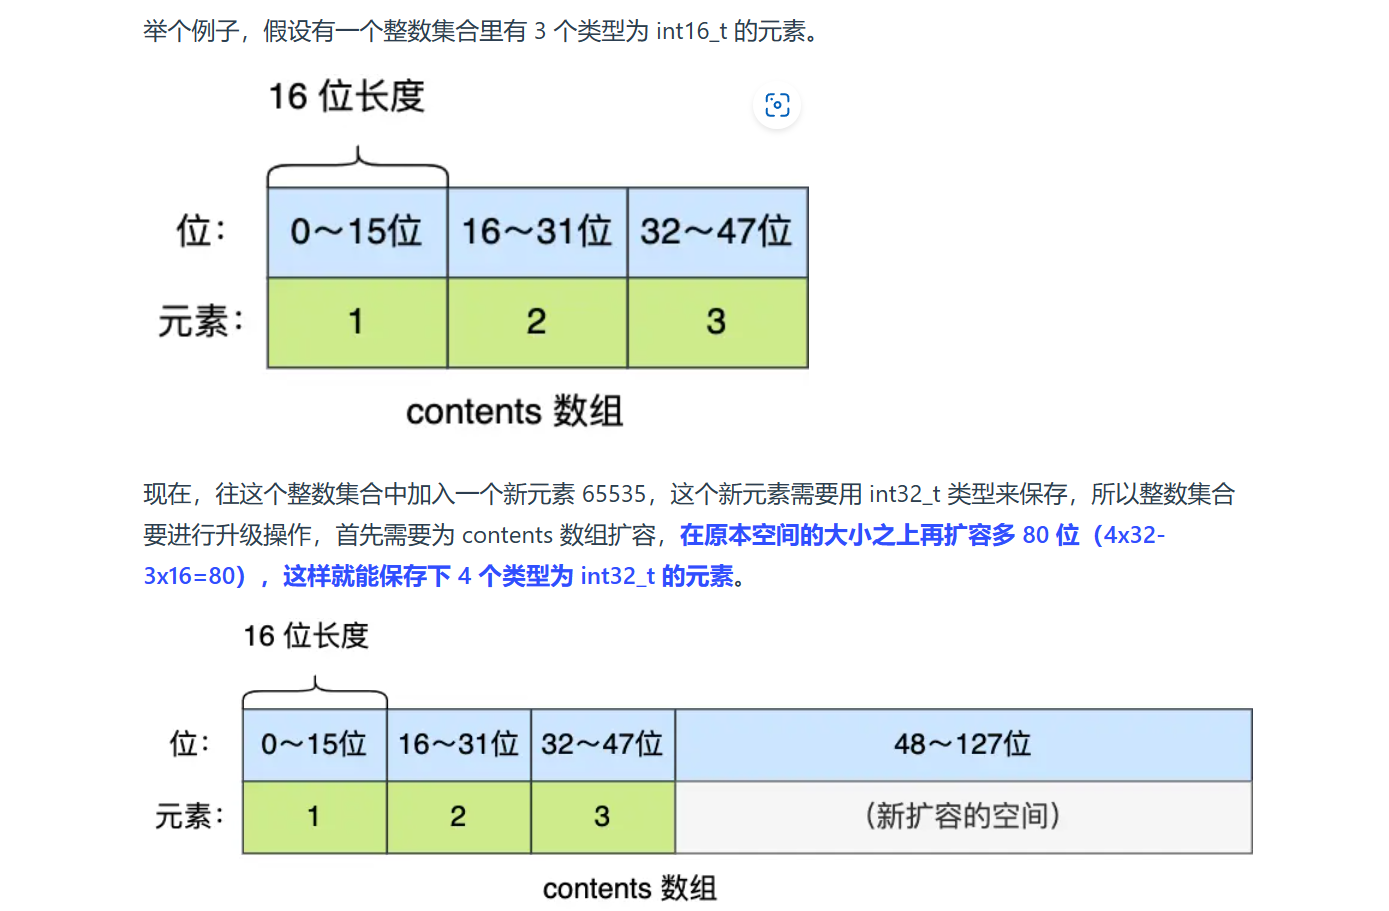 举个例子，假设有一个整数集合里有 3 个类型为 int16_t 的元素。
16 位长度
位： 0～15位 16～31位 32～47位
元素： 1 2 3
contents 数组
现在，往这个整数集合中加入一个新元素 65535，这个新元素需要用 int32_t 类型来保存，所以整数集合
要进行升级操作，首先需要为 contents 数组扩容，在原本空间的大小之上再扩容多 80 位（4x32-
3x16=80），这样就能保存下 4 个类型为 int32_t 的元素。
16 位长度
位： 0～15位 16～31位 32～47位 48～127位
元素： 1 2 3 （新扩容的空间）
contents 数组